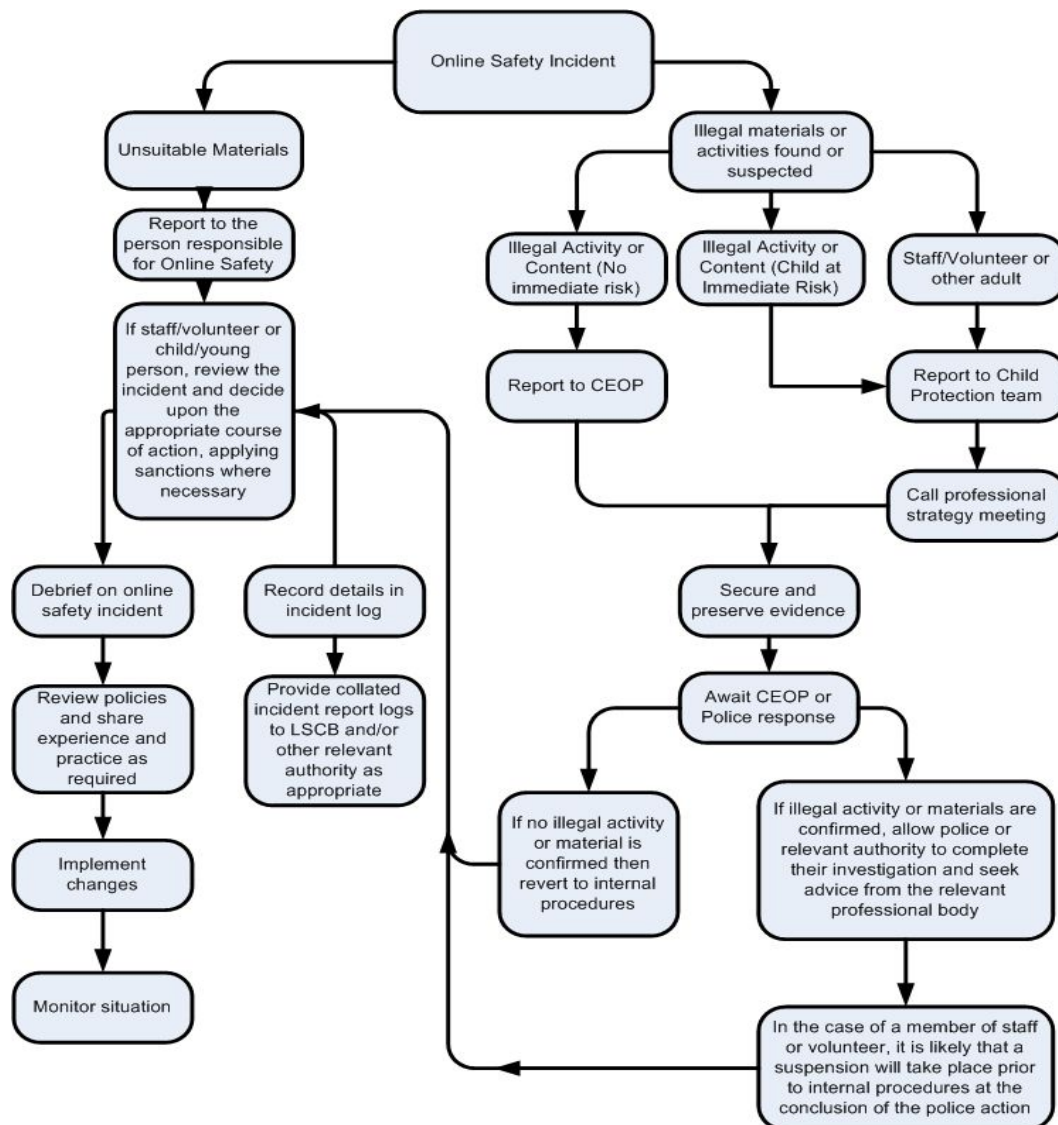 Online Safety Incident
Unsuitable Materials
Report to the
person responsible
for Online Safety
If staff/volunteer or
child/young
person, review the
incident and decide
upon the
appropriate course
of action, applying
sanctions where
necessary
Debrief on online
safety incident
Review policies
and share
experience and
practice as
required
Implement
changes
Monitor situation
Record details in
incident log
Provide collated
incident report logs
to LSCB and/or
other relevant
authority as
appropriate
Illegal materials or
activities found or
suspected
Illegal Activity or
Content (No
immediate risk)
Illegal Activity or
Content (Child at
Immediate Risk)
Staff/Volunteer or
other adult
Report to CEOP
Report to Child
Protection team
Call professional
strategy meeting
Secure and
preserve evidence
Await CEOP or
Police response
If no illegal activity
or material is
confirmed then
revert to internal
procedures
If illegal activity or materials are
confirmed, allow police or
relevant authority to complete
their investigation and seek
advice from the relevant
professional body
In the case of a member of staff
or volunteer, it is likely that a
suspension will take place prior
to internal procedures at the
conclusion of the police action